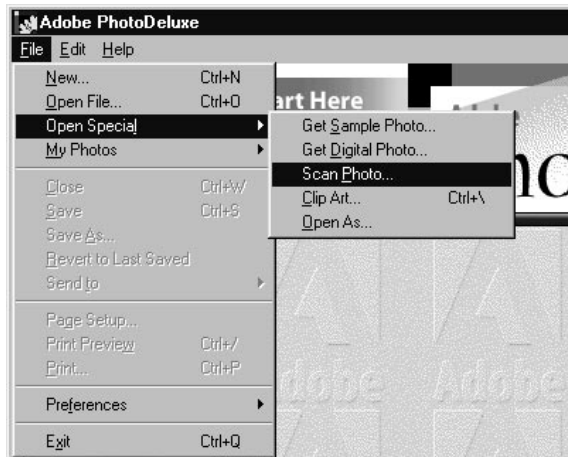 Adobe PhotoDeluxe
File Edit Help
New... Ctrl+N
Open File... Ctrl+O
Open Special
My Photos
Close Ctrl+W
Save Ctrl+S
Save As...
Revert to Last Saved
Send to
Page Setup...
Print Preview Ctrl+/
Print... Ctrl+P
Preferences
Exit Ctrl+Q
art Here
Get Sample Photo...
Get Digital Photo...
Scan Photo...
Clip Art... Ctrl+\
Open As...
Adobe Adobe